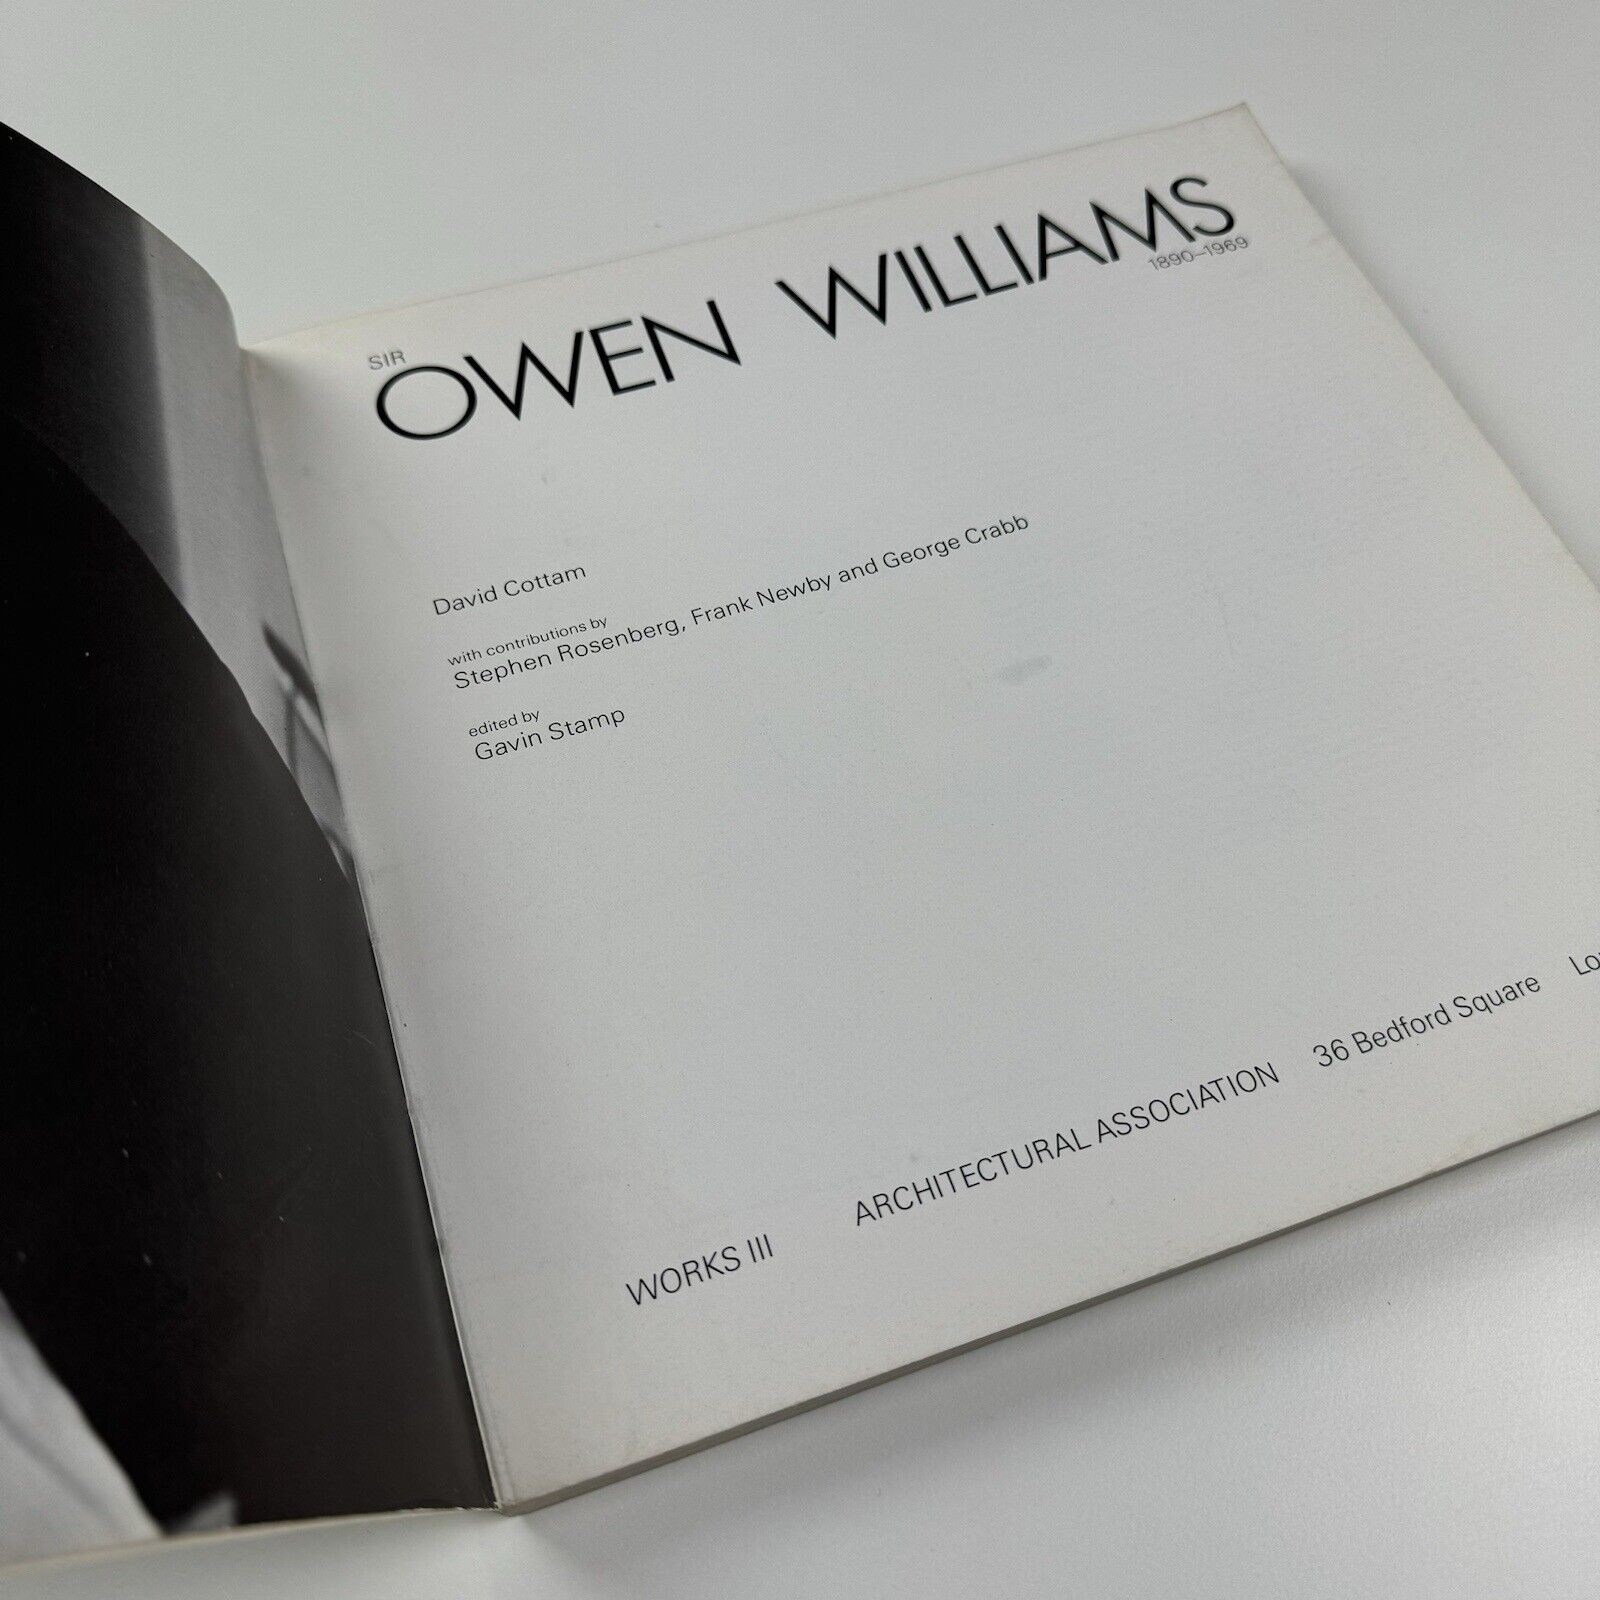 SIR
OWEN WILLIAMS
1890–1969
David Cottam
with contributions by
Stephen Rosenberg, Frank Newby and George Crabb
edited by
Gavin Stamp
WORKS III ARCHITECTURAL ASSOCIATION 36 Bedford Square